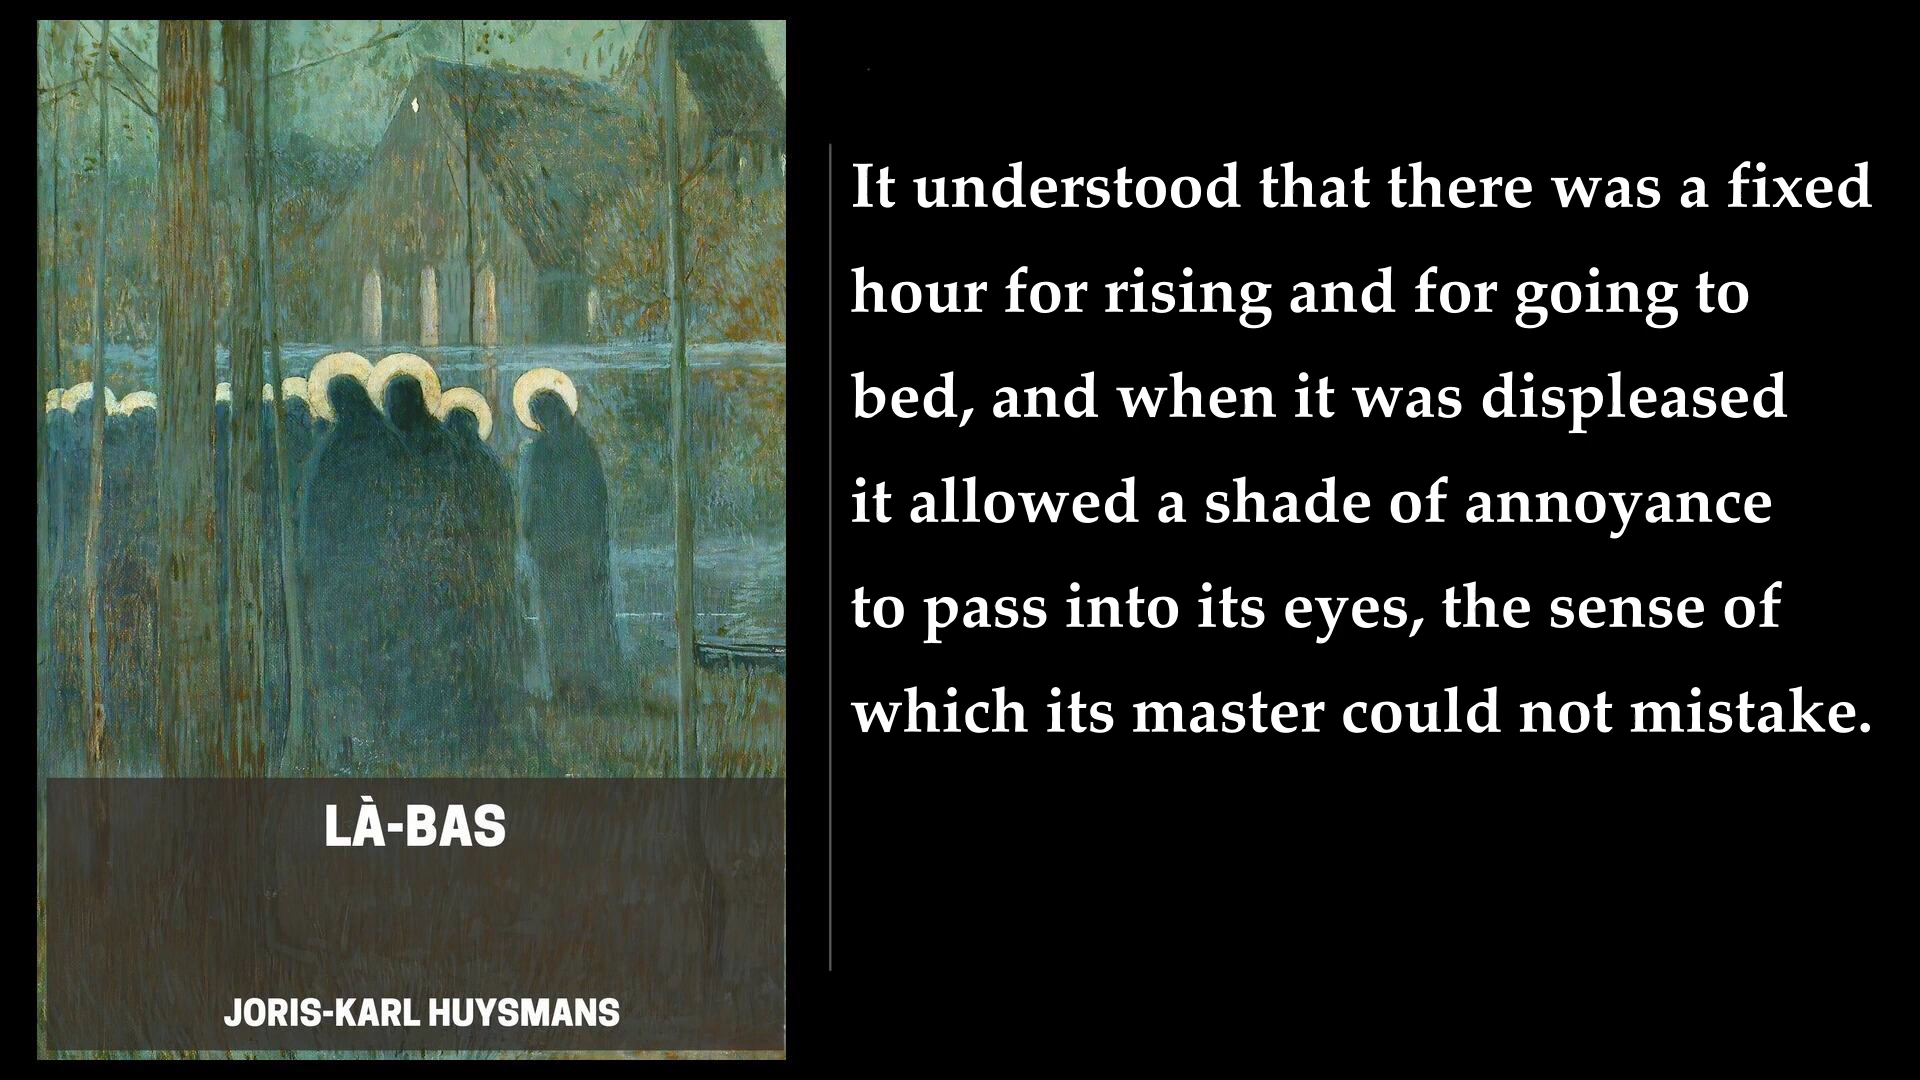 LÀ-BAS
JORIS-KARL HUYSMANS
It understood that there was a fixed
hour for rising and for going to
bed, and when it was displeased
it allowed a shade of annoyance
to pass into its eyes, the sense of
which its master could not mistake.